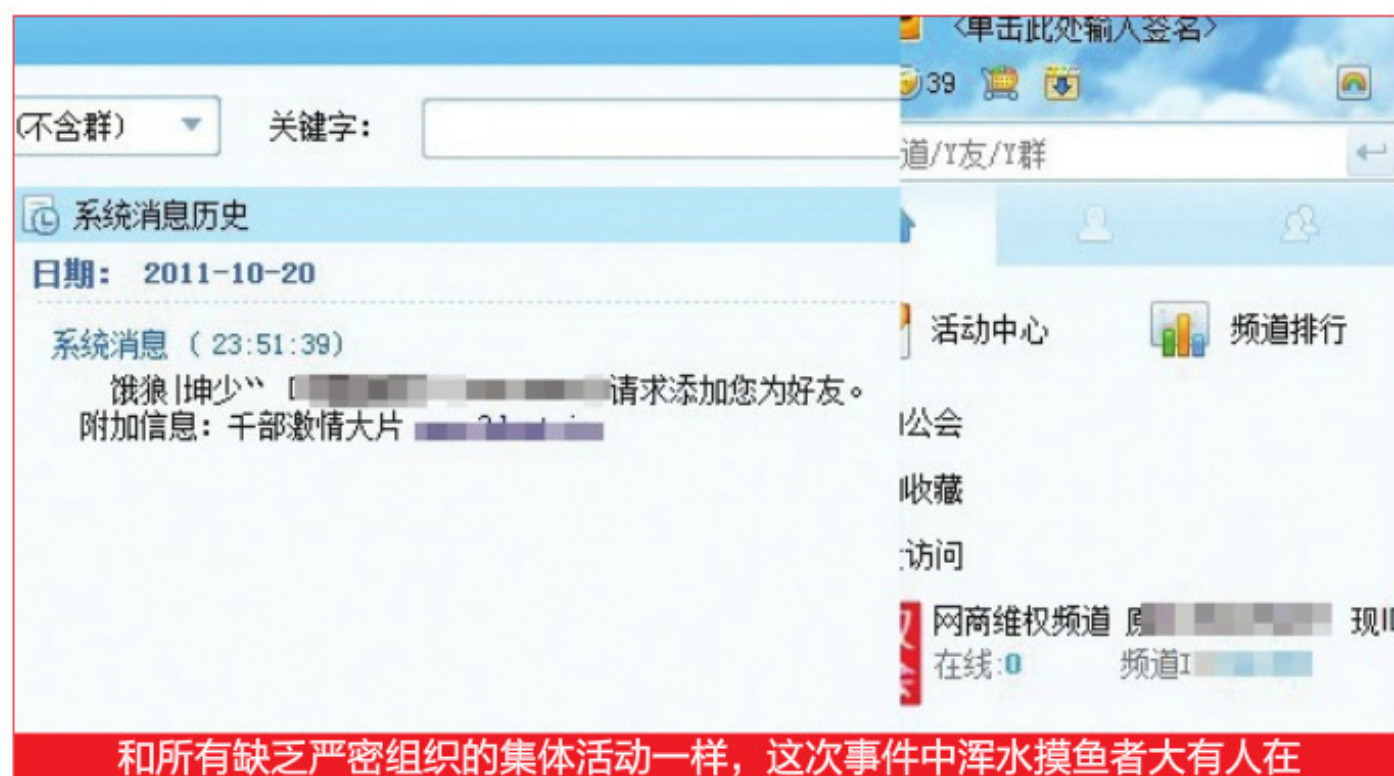 (不含群)
关键字:
系统消息历史
日期: 2011-10-20
系统消息 ( 23:51:39)
饿狼|坤少`` 请求添加您为好友。
附加信息: 千部激情大片
<单击此处输入签名>
39
道/Y友/Y群
活动中心
频道排行
公会
收藏
访问
网商维权频道 现I
在线:0 频道I
和所有缺乏严密组织的集体活动一样，这次事件中浑水摸鱼者大有人在